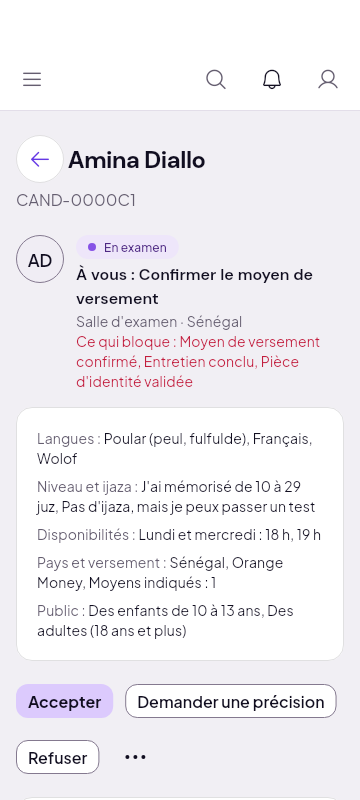 Amina Diallo
CAND-0000C1
AD
En examen
À vous : Confirmer le moyen de
versement
Salle d'examen · Sénégal
Ce qui bloque : Moyen de versement
confirmé, Entretien conclu, Pièce
d'identité validée
Langues : Poular (peul, fulfulde), Français,
Wolof
Niveau et ijaza : J'ai mémorisé de 10 à 29
juz, Pas d'ijaza, mais je peux passer un test
Disponibilités : Lundi et mercredi : 18 h, 19 h
Pays et versement : Sénégal, Orange
Money, Moyens indiqués : 1
Public : Des enfants de 10 à 13 ans, Des
adultes (18 ans et plus)
Accepter
Demander une précision
Refuser